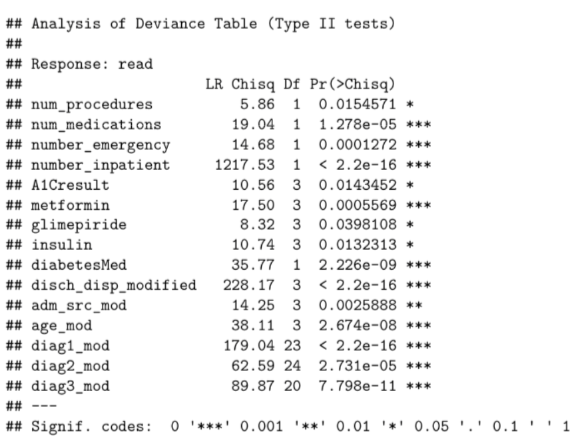 ## Analysis of Deviance Table (Type II tests)
##
## Response: read
##                     LR Chisq Df Pr(>Chisq)
## num_procedures          5.86  1  0.0154571 *
## num_medications        19.04  1  1.278e-05 ***
## number_emergency       14.68  1  0.0001272 ***
## number_inpatient     1217.53  1  < 2.2e-16 ***
## A1Cresult              10.56  3  0.0143452 *
## metformin              17.50  3  0.0005569 ***
## glimepiride             8.32  3  0.0398108 *
## insulin                10.74  3  0.0132313 *
## diabetesMed            35.77  1  2.226e-09 ***
## disch_disp_modified   228.17  3  < 2.2e-16 ***
## adm_src_mod            14.25  3  0.0025888 **
## age_mod                38.11  3  2.674e-08 ***
## diag1_mod             179.04 23  < 2.2e-16 ***
## diag2_mod              62.59 24  2.731e-05 ***
## diag3_mod              89.87 20  7.798e-11 ***
## ---
## Signif. codes:  0 '***' 0.001 '**' 0.01 '*' 0.05 '.' 0.1 ' ' 1